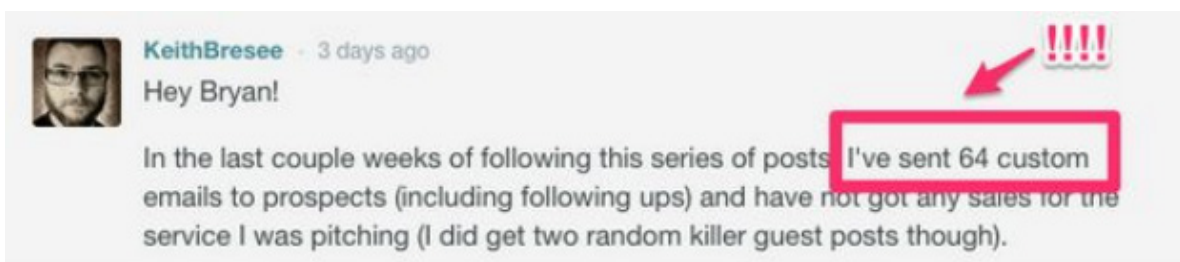 !!!!
KeithBresee · 3 days ago
Hey Bryan!
In the last couple weeks of following this series of posts I've sent 64 custom
emails to prospects (including following ups) and have not got any sales for the
service I was pitching (I did get two random killer guest posts though).